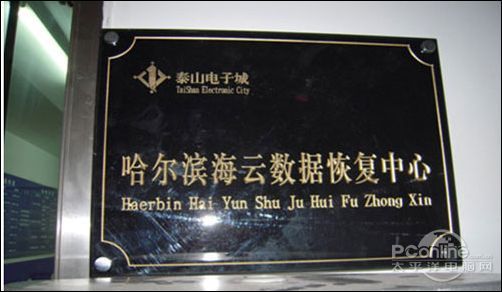 泰山电子城
TaiShan Electronic City
哈尔滨海云数据恢复中心
Haerbin Hai Yun Shu Ju Hui Fu Zhong Xin
PConline
太平洋电脑网